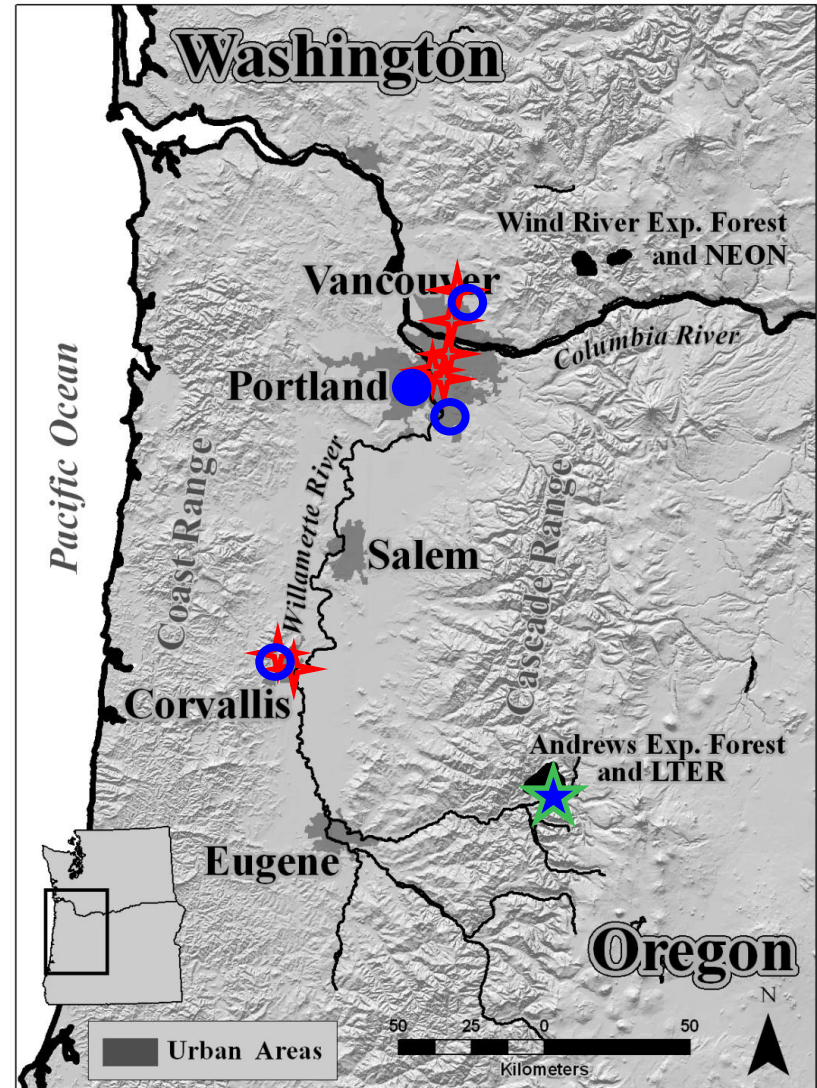 Washington
Wind River Exp. Forest
and NEON
Vancouver
Columbia River
Portland
Pacific Ocean
Coast Range
Willamette River
Cascade Range
Salem
Corvallis
Andrews Exp. Forest
and LTER
Eugene
Oregon
N
50 25 0 50
Kilometers
Urban Areas